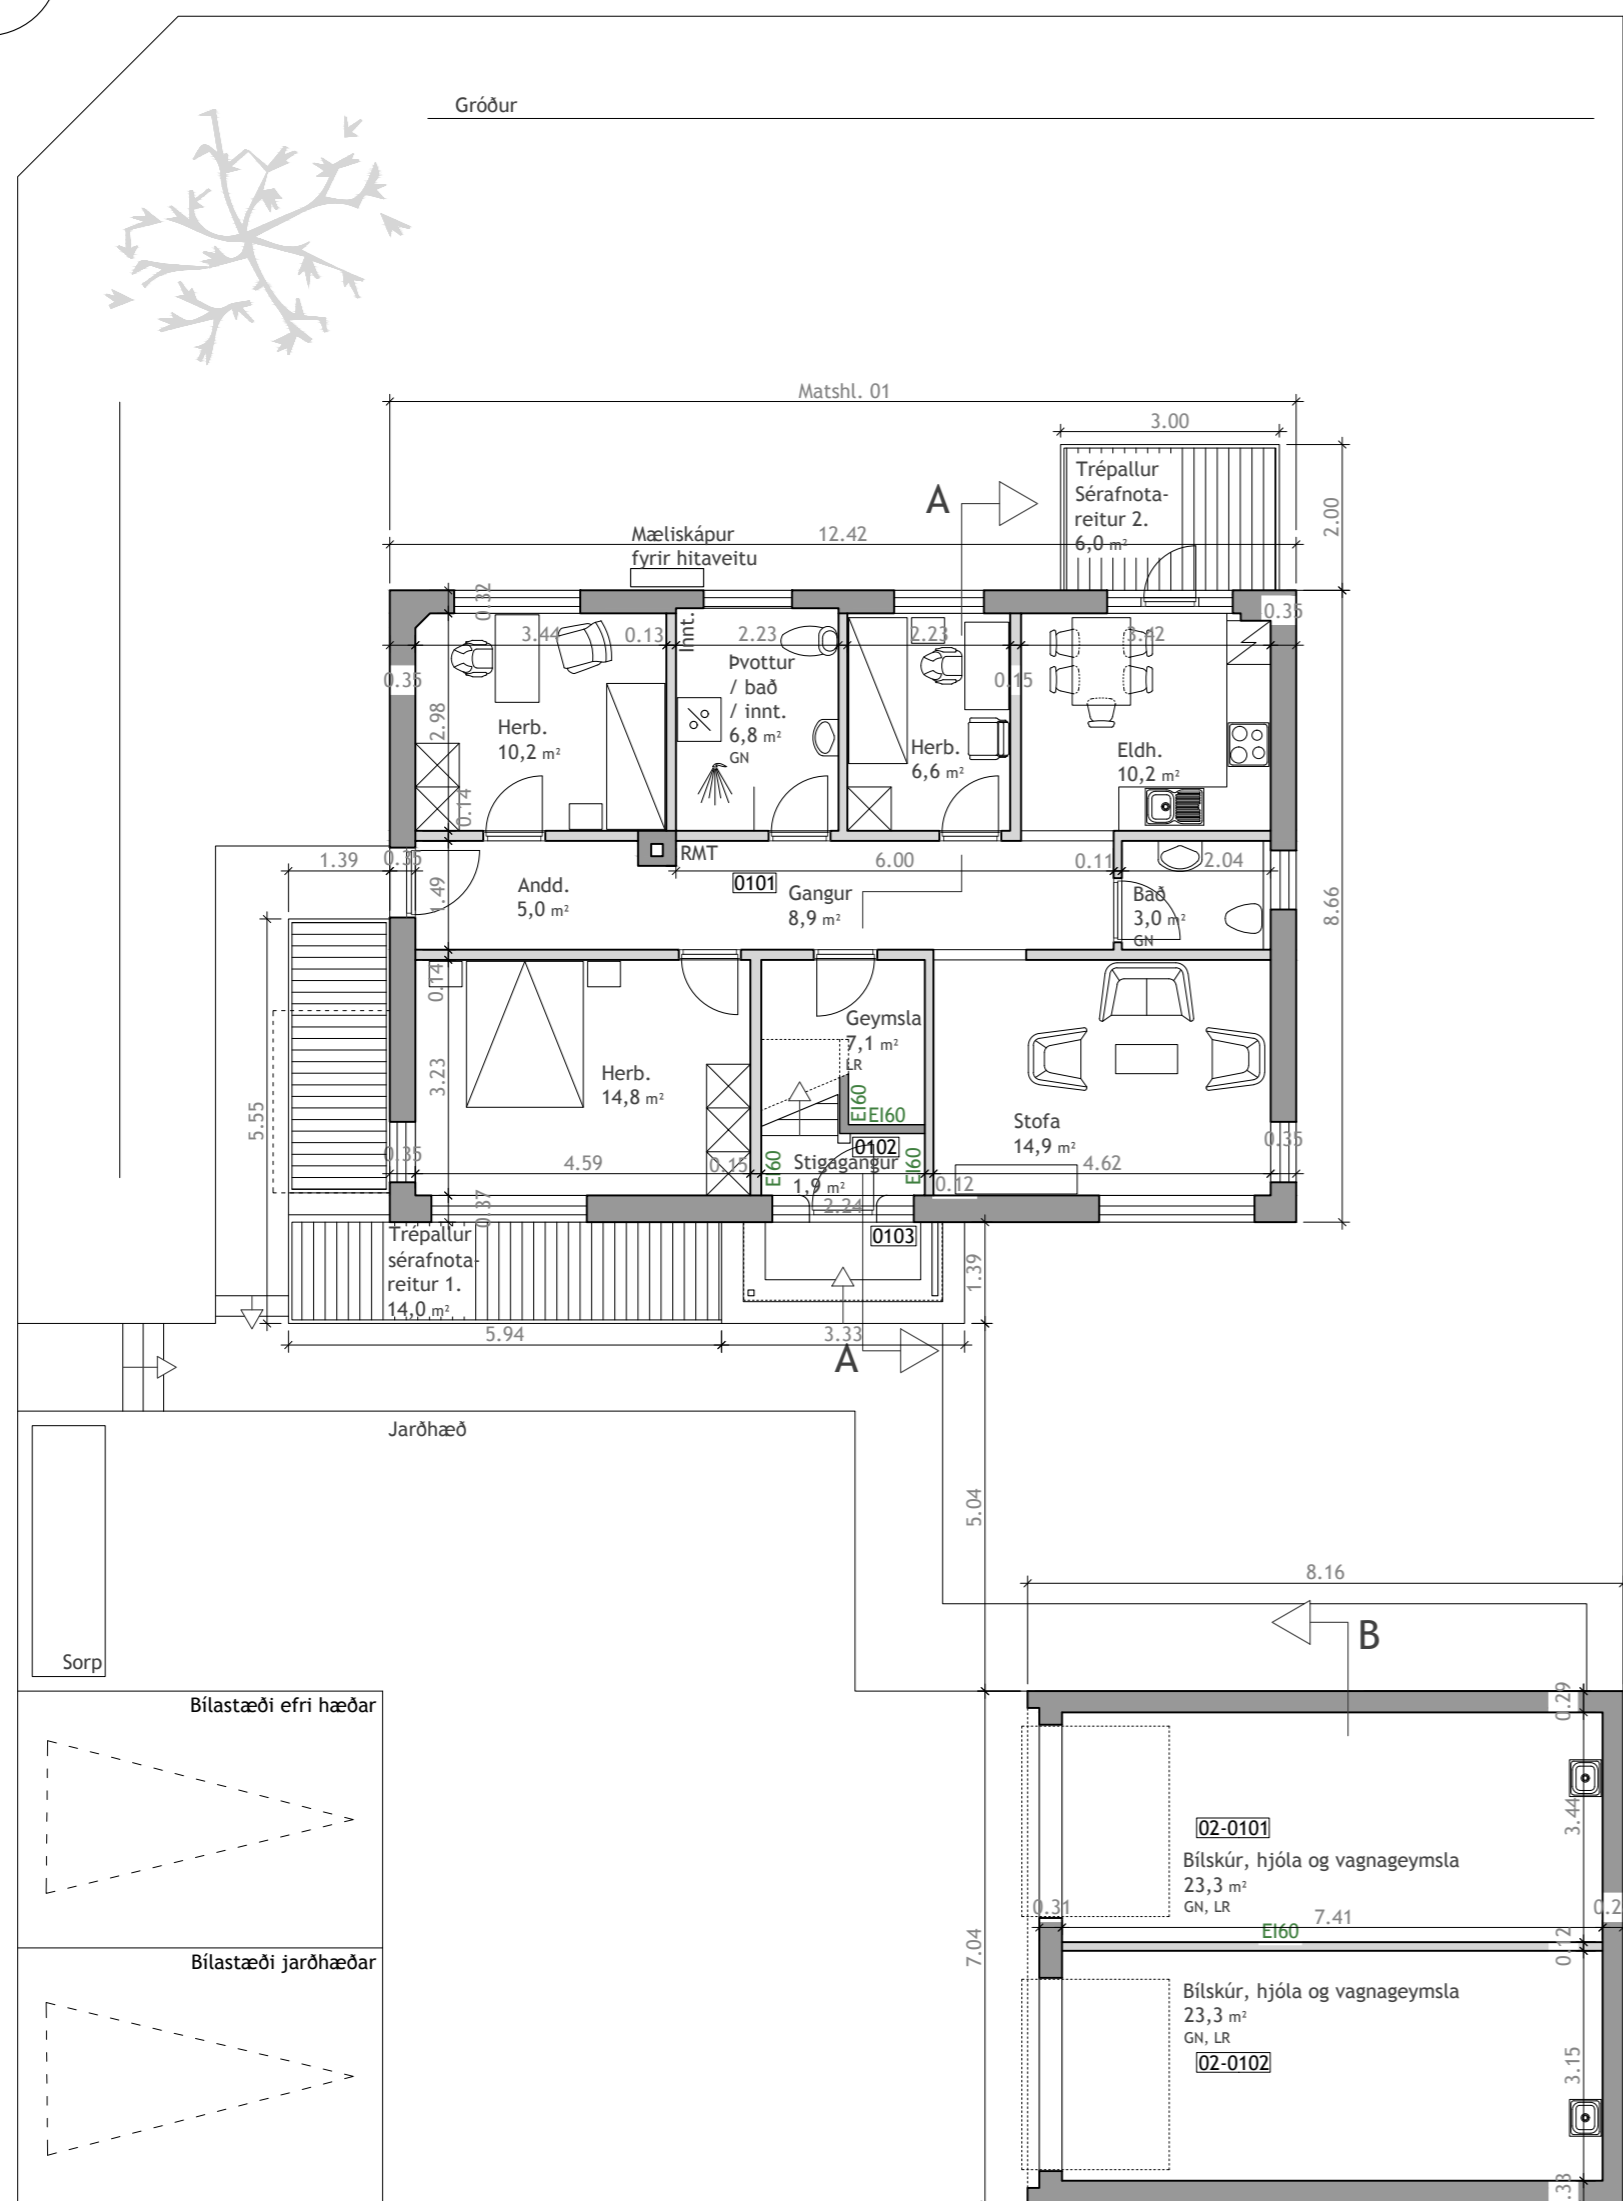 Gróður
Matshl. 01
3.00
Trépallur
Sérafnota-
reitur 2.
6,0 m²
2.00
A
Mæliskápur
fyrir hitaveitu
12.42
0.32
0.35
3.44
0.13
Innt.
2.23
2.23
3.42
0.35
0.15
2.98
Herb.
10,2 m²
Þvottur
/ bað
/ innt.
6,8 m²
GN
Herb.
6,6 m²
Eldh.
10,2 m²
0.14
1.39
0.35
RMT
6.00
0.11
2.04
1.49
Andd.
5,0 m²
0101
Gangur
8,9 m²
Bað
3,0 m²
GN
8.66
0.14
Geymsla
7,1 m²
LR
3.23
Herb.
14,8 m²
EI60
EI60
5.55
Stofa
14,9 m²
0102
0.35
0.35
4.59
0.15
EI60
Stigagangur
1,9 m²
EI60
4.62
0.12
2.24
0.37
0103
Trépallur
sérafnota-
reitur 1.
14,0 m²
1.39
5.94
3.33
A
Jarðhæð
5.04
8.16
B
Sorp
Bílastæði efri hæðar
0.29
3.44
02-0101
Bílskúr, hjóla og vagnageymsla
23,3 m²
GN, LR
0.31
7.41
0.2
EI60
7.04
0.12
Bílastæði jarðhæðar
Bílskúr, hjóla og vagnageymsla
23,3 m²
GN, LR
02-0102
3.15
.33